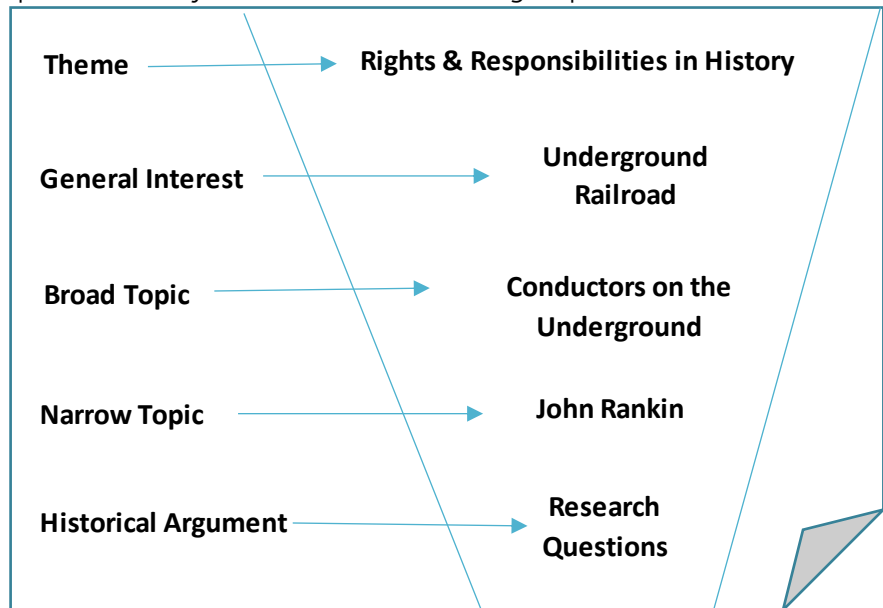 Theme
Rights & Responsibilities in History
General Interest
Underground
Railroad
Broad Topic
Conductors on the
Underground
Narrow Topic
John Rankin
Historical Argument
Research
Questions